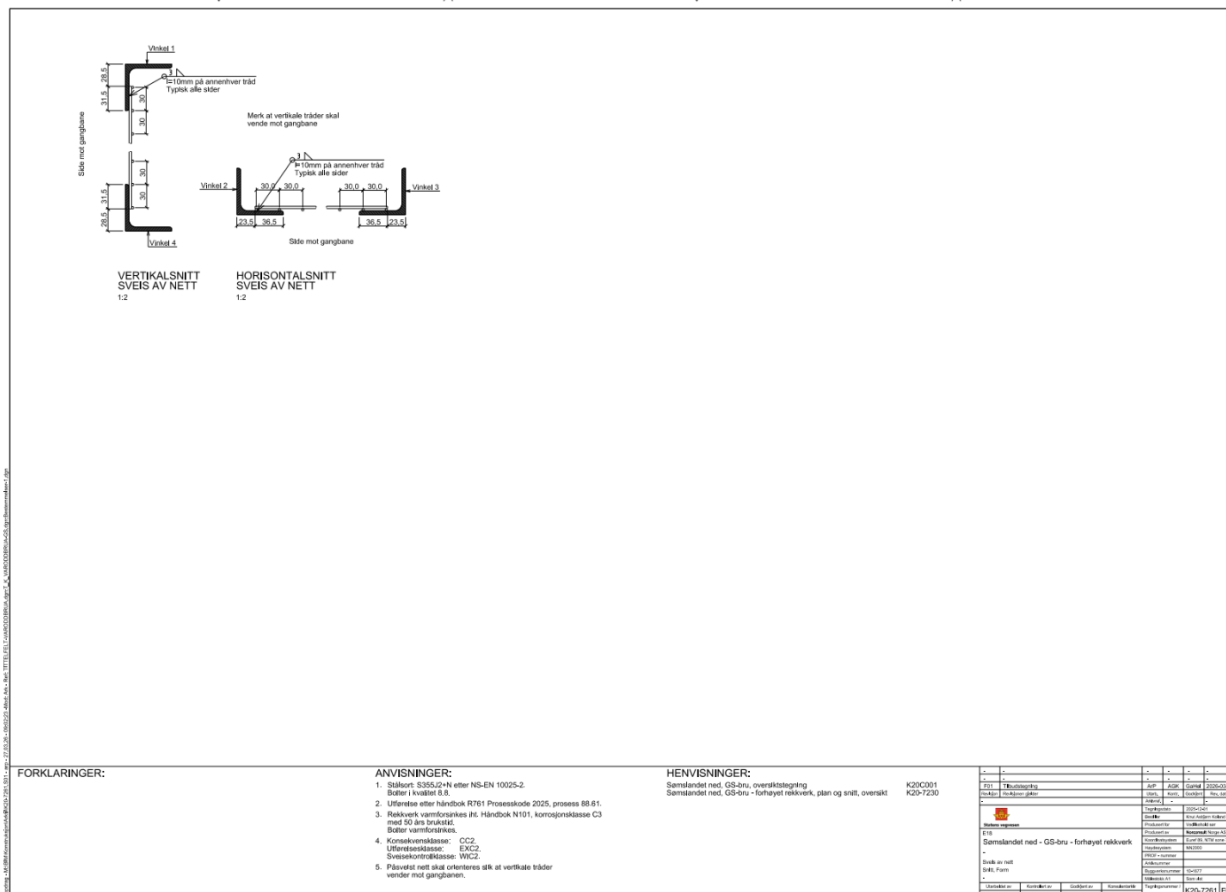 Vinkel 1
3
l=10mm på annenhver tråd
Typisk alle sider
28,5
31,5
30
30
Side mot gangbane
Merk at vertikale tråder skal
vende mot gangbane
30
30
31,5
28,5
Vinkel 4
3
l=10mm på annenhver tråd
Typisk alle sider
Vinkel 2
30,0
30,0
30,0
30,0
Vinkel 3
23,5
36,5
36,5
23,5
Side mot gangbane
VERTIKALSNITT
SVEIS AV NETT
1:2
HORISONTALSNITT
SVEIS AV NETT
1:2
FORKLARINGER:
ANVISNINGER:
1. Stålsort: S355J2+N etter NS-EN 10025-2.
Bolter i kvalitet 8.8.
2. Utførelse etter håndbok R761 Prosesskode 2025, prosess 88.61.
3. Rekkverk varmforsinkes iht. Håndbok N101, korrosjonsklasse C3
med 50 års brukstid.
Bolter varmforsinkes.
4. Konsekvensklasse: CC2.
Utførelsesklasse: EXC2.
Sveisekontrollklasse: WIC2.
5. Påsveist nett skal orienteres slik at vertikale tråder
vender mot gangbanen.
HENVISNINGER:
Sømslandet ned, GS-bru, oversiktstegning K20C001
Sømslandet ned, GS-bru - forhøyet rekkverk, plan og snitt, oversikt K20-7230
F01
ArP AGK
Statens vegvesen
E18
Sømslandet ned - GS-bru - forhøyet rekkverk
Sveis av nett
Snitt, Form
K20-7261